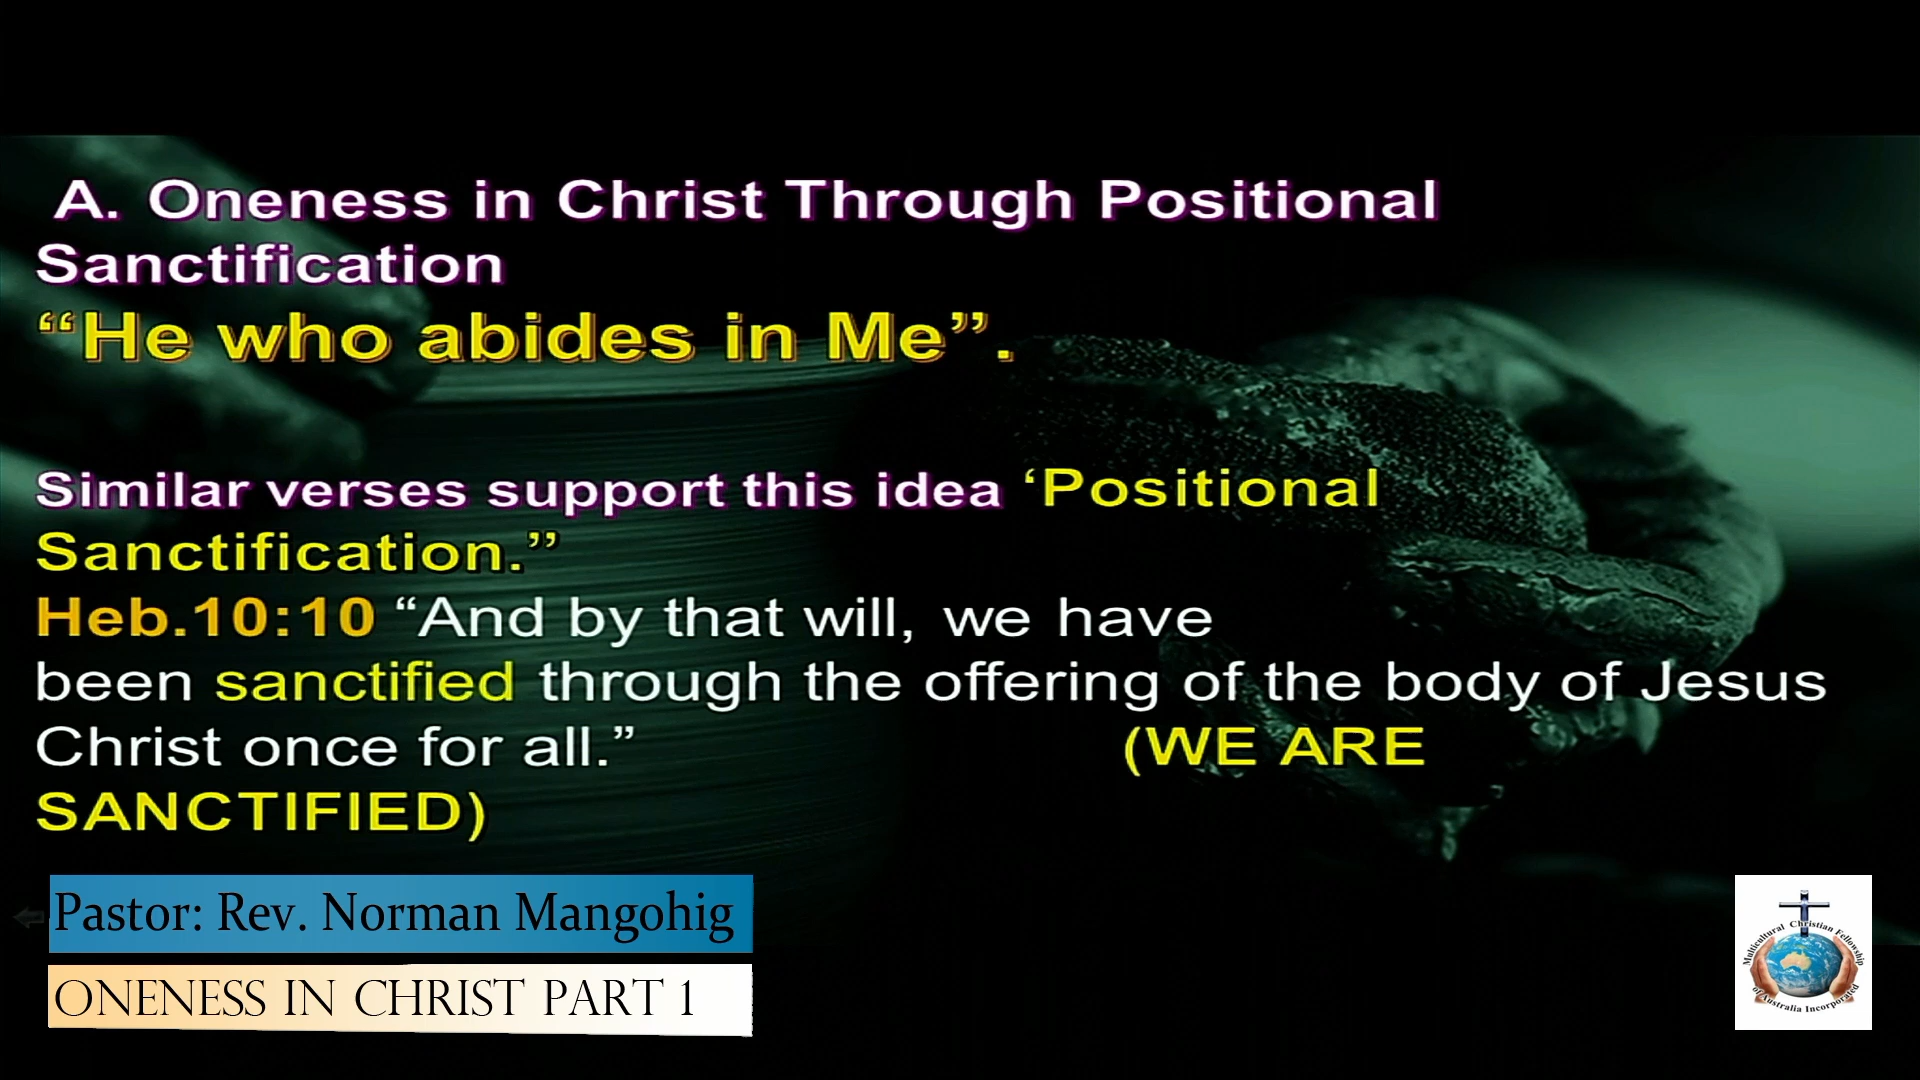 A. Oneness in Christ Through Positional
Sanctification
“He who abides in Me”.
Similar verses support this idea ‘Positional
Sanctification.”
Heb.10:10 “And by that will, we have
been sanctified through the offering of the body of Jesus
Christ once for all.” (WE ARE
SANCTIFIED)
Pastor: Rev. Norman Mangohig
ONENESS IN CHRIST PART 1
Multicultural Christian Fellowship
of Australia Incorporated